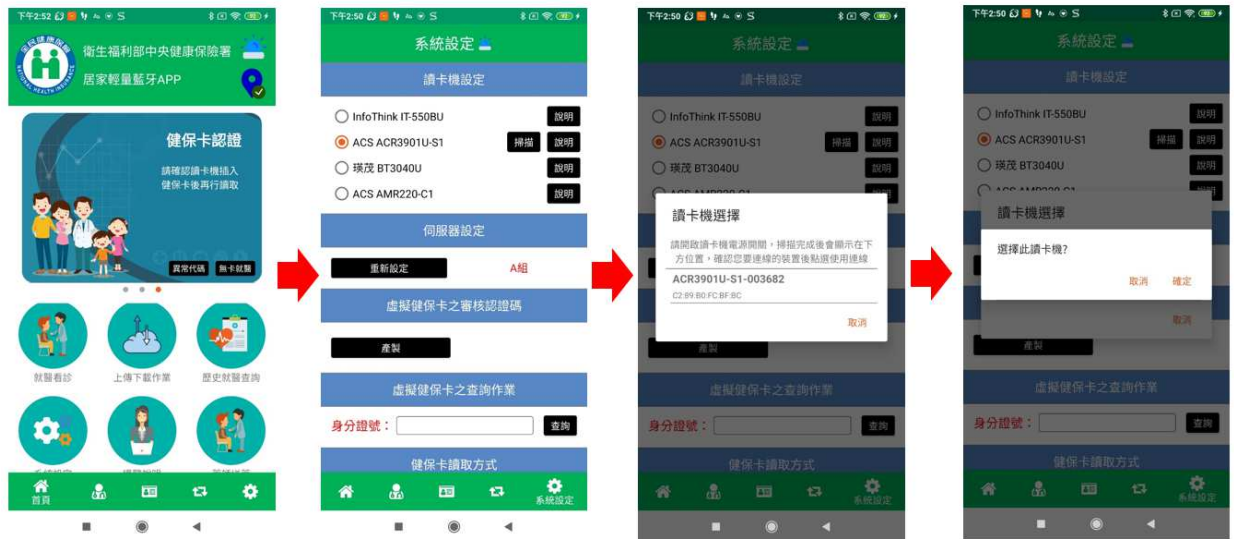 下午2:52
衛生福利部中央健康保險署
居家輕量藍牙APP
健保卡認證
請確認讀卡機插入
健保卡後再行讀取
異常代碼 無卡就醫
就醫看診 上傳下載作業 歷史就醫查詢
首頁
下午2:50
系統設定
讀卡機設定
InfoThink IT-550BU 說明
ACS ACR3901U-S1 掃描 說明
瑛茂 BT3040U 說明
ACS AMR220-C1 說明
伺服器設定
重新設定 A組
虛擬健保卡之審核認證碼
產製
虛擬健保卡之查詢作業
身分證號： 查詢
健保卡讀取方式
系統設定
下午2:50
系統設定
讀卡機設定
InfoThink IT-550BU 說明
ACS ACR3901U-S1 掃描 說明
瑛茂 BT3040U 說明
讀卡機選擇
請開啟讀卡機電源開關，掃描完成後會顯示在下
方位置，確認您要連線的裝置後點選使用連線
ACR3901U-S1-003682
C2:89:B0:FC:BF:BC
取消
產製
虛擬健保卡之查詢作業
身分證號： 查詢
健保卡讀取方式
系統設定
下午2:50
系統設定
讀卡機設定
InfoThink IT-550BU 說明
ACS ACR3901U-S1 掃描 說明
瑛茂 BT3040U 說明
讀卡機選擇
選擇此讀卡機?
取消 確定
取消
產製
虛擬健保卡之查詢作業
身分證號： 查詢
健保卡讀取方式
系統設定